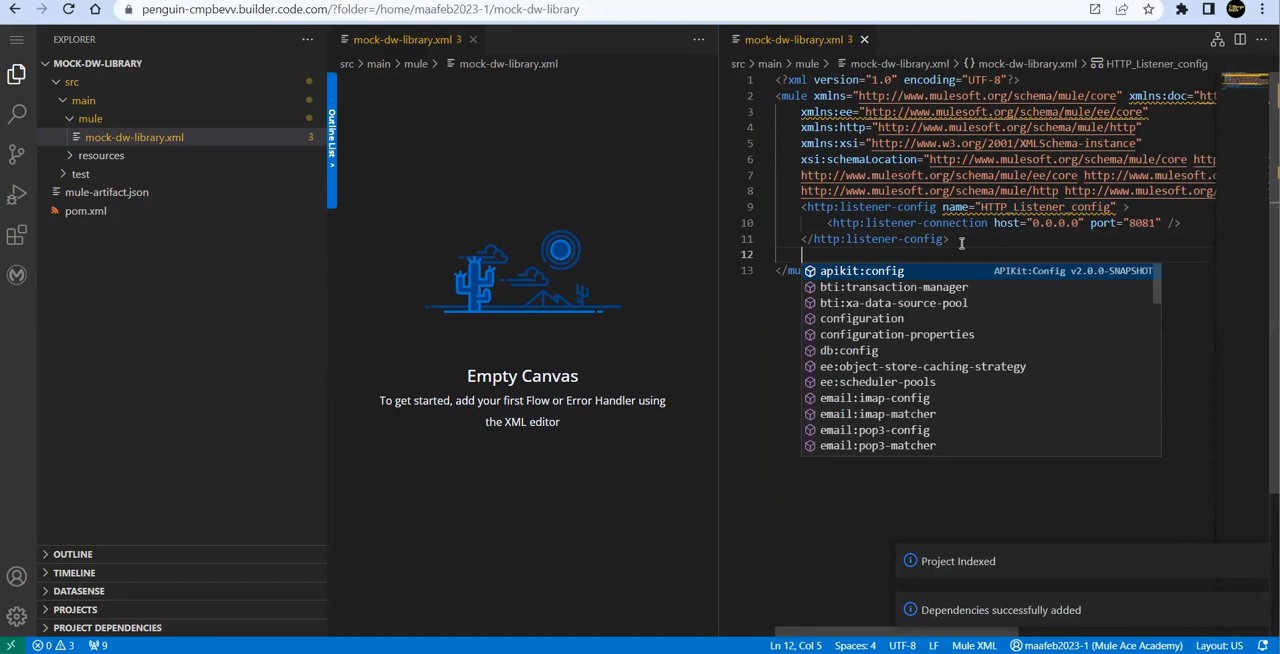 penguin-cmpbevv.builder.code.com/?folder=/home/maafeb2023-1/mock-dw-library
EXPLORER
MOCK-DW-LIBRARY
src
main
mule
mock-dw-library.xml 3
resources
test
mule-artifact.json
pom.xml
OUTLINE
TIMELINE
DATASENSE
PROJECTS
PROJECT DEPENDENCIES
mock-dw-library.xml 3
src > main > mule > mock-dw-library.xml
Outline List
Empty Canvas
To get started, add your first Flow or Error Handler using
the XML editor
mock-dw-library.xml 3
src > main > mule > mock-dw-library.xml > {} mock-dw-library.xml > HTTP_Listener_config
1 <?xml version="1.0" encoding="UTF-8"?>
2 <mule xmlns="http://www.mulesoft.org/schema/mule/core" xmlns:doc="htt
3 xmlns:ee="http://www.mulesoft.org/schema/mule/ee/core"
4 xmlns:http="http://www.mulesoft.org/schema/mule/http"
5 xmlns:xsi="http://www.w3.org/2001/XMLSchema-instance"
6 xsi:schemaLocation="http://www.mulesoft.org/schema/mule/core http
7 http://www.mulesoft.org/schema/mule/ee/core http://www.mulesoft.o
8 http://www.mulesoft.org/schema/mule/http http://www.mulesoft.org/
9 <http:listener-config name="HTTP_Listener_config" >
10 <http:listener-connection host="0.0.0.0" port="8081" />
11 </http:listener-config>
12
13 </mu
apikit:config APIKit:Config v2.0.0-SNAPSHOT
bti:transaction-manager
bti:xa-data-source-pool
configuration
configuration-properties
db:config
ee:object-store-caching-strategy
ee:scheduler-pools
email:imap-config
email:imap-matcher
email:pop3-config
email:pop3-matcher
Project Indexed
Dependencies successfully added
0 3 9
Ln 12, Col 5 Spaces: 4 UTF-8 LF Mule XML maafeb2023-1 (Mule Ace Academy) Layout: US